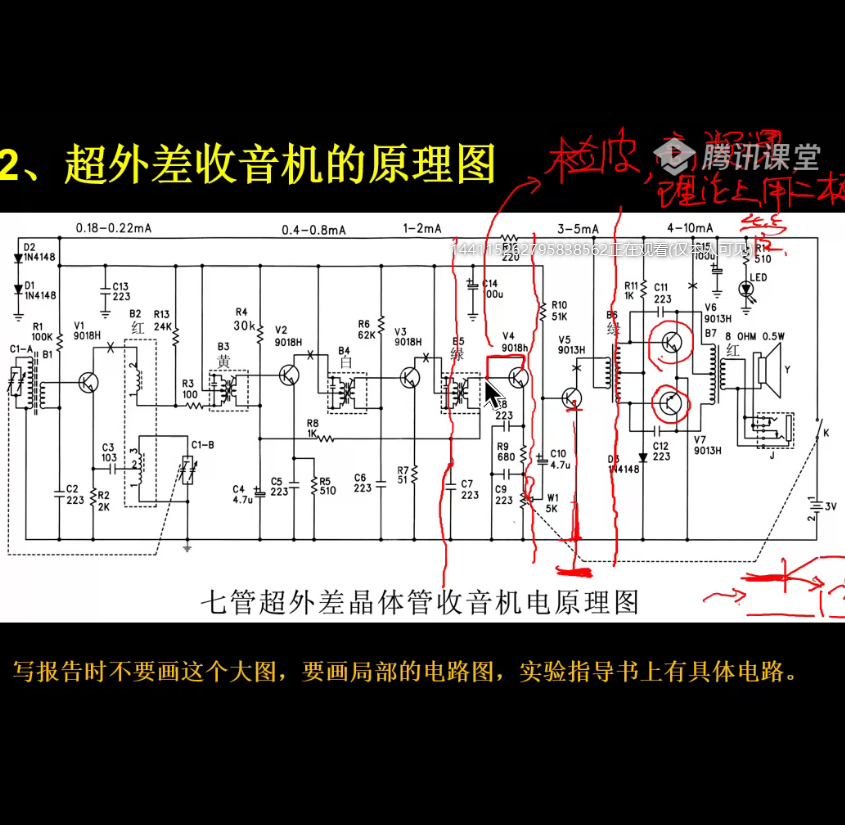 2、超外差收音机的原理图
检波
腾讯课堂
理论上用二极
0.18-0.22mA
0.4-0.8mA
1-2mA
3-5mA
4-10mA
D2
1N4148
D1
1N4148
C13
223
R13
24K
R4
30k
R6
62K
C14
100u
220
R10
51K
R11
1K
C11
223
100u
510
LED
R1
100K
V1
9018H
B2
红
V2
9018H
V3
9018H
V4
9018h
V5
9013H
B6
绿
V6
9013H
C1-A
B1
B3
黄
B4
白
B5
绿
B7
红
8 OHM 0.5W
Y
R3
100
R8
1K
223
C3
103
C1-B
R9
680
C10
4.7u
C12
223
V7
9013H
J
K
C2
223
R2
2K
C4
4.7u
C5
223
R5
510
C6
223
R7
51
C7
223
C9
223
W1
5K
1N4148
3V
七管超外差晶体管收音机电原理图
写报告时不要画这个大图，要画局部的电路图，实验指导书上有具体电路。